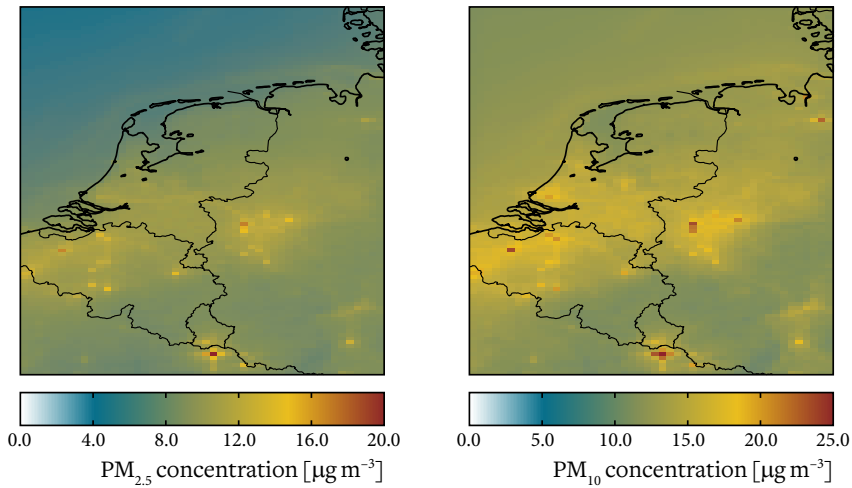 0.0 4.0 8.0 12.0 16.0 20.0
PM₂.₅ concentration [µg m⁻³]
0.0 5.0 10.0 15.0 20.0 25.0
PM₁₀ concentration [µg m⁻³]